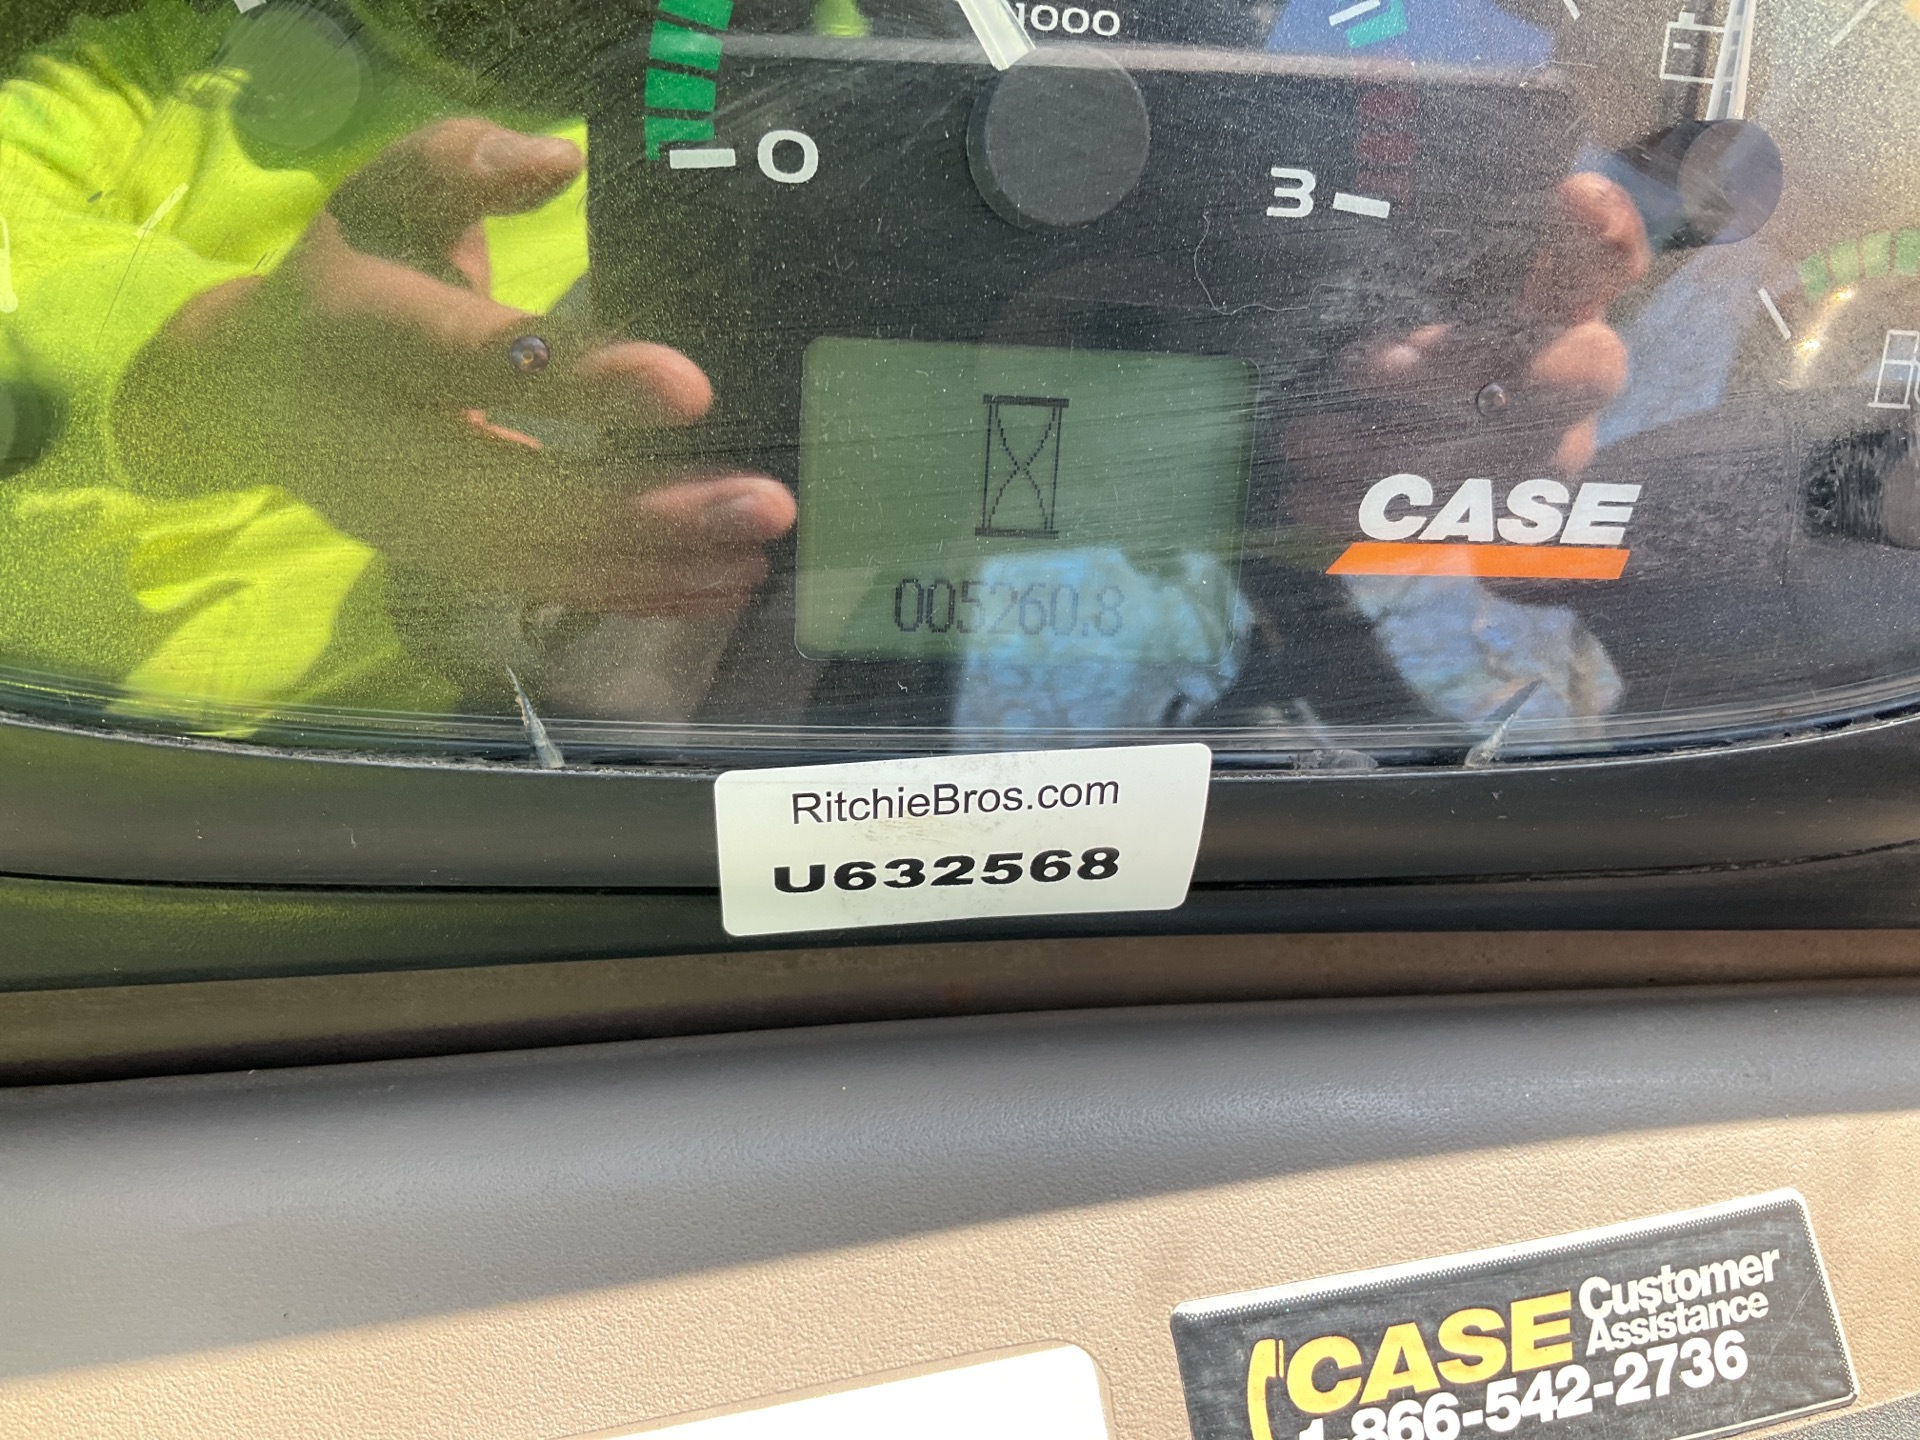 1000
0
3
CASE
005260.8
RitchieBros.com
U632568
CASE Customer
Assistance
1-866-542-2736